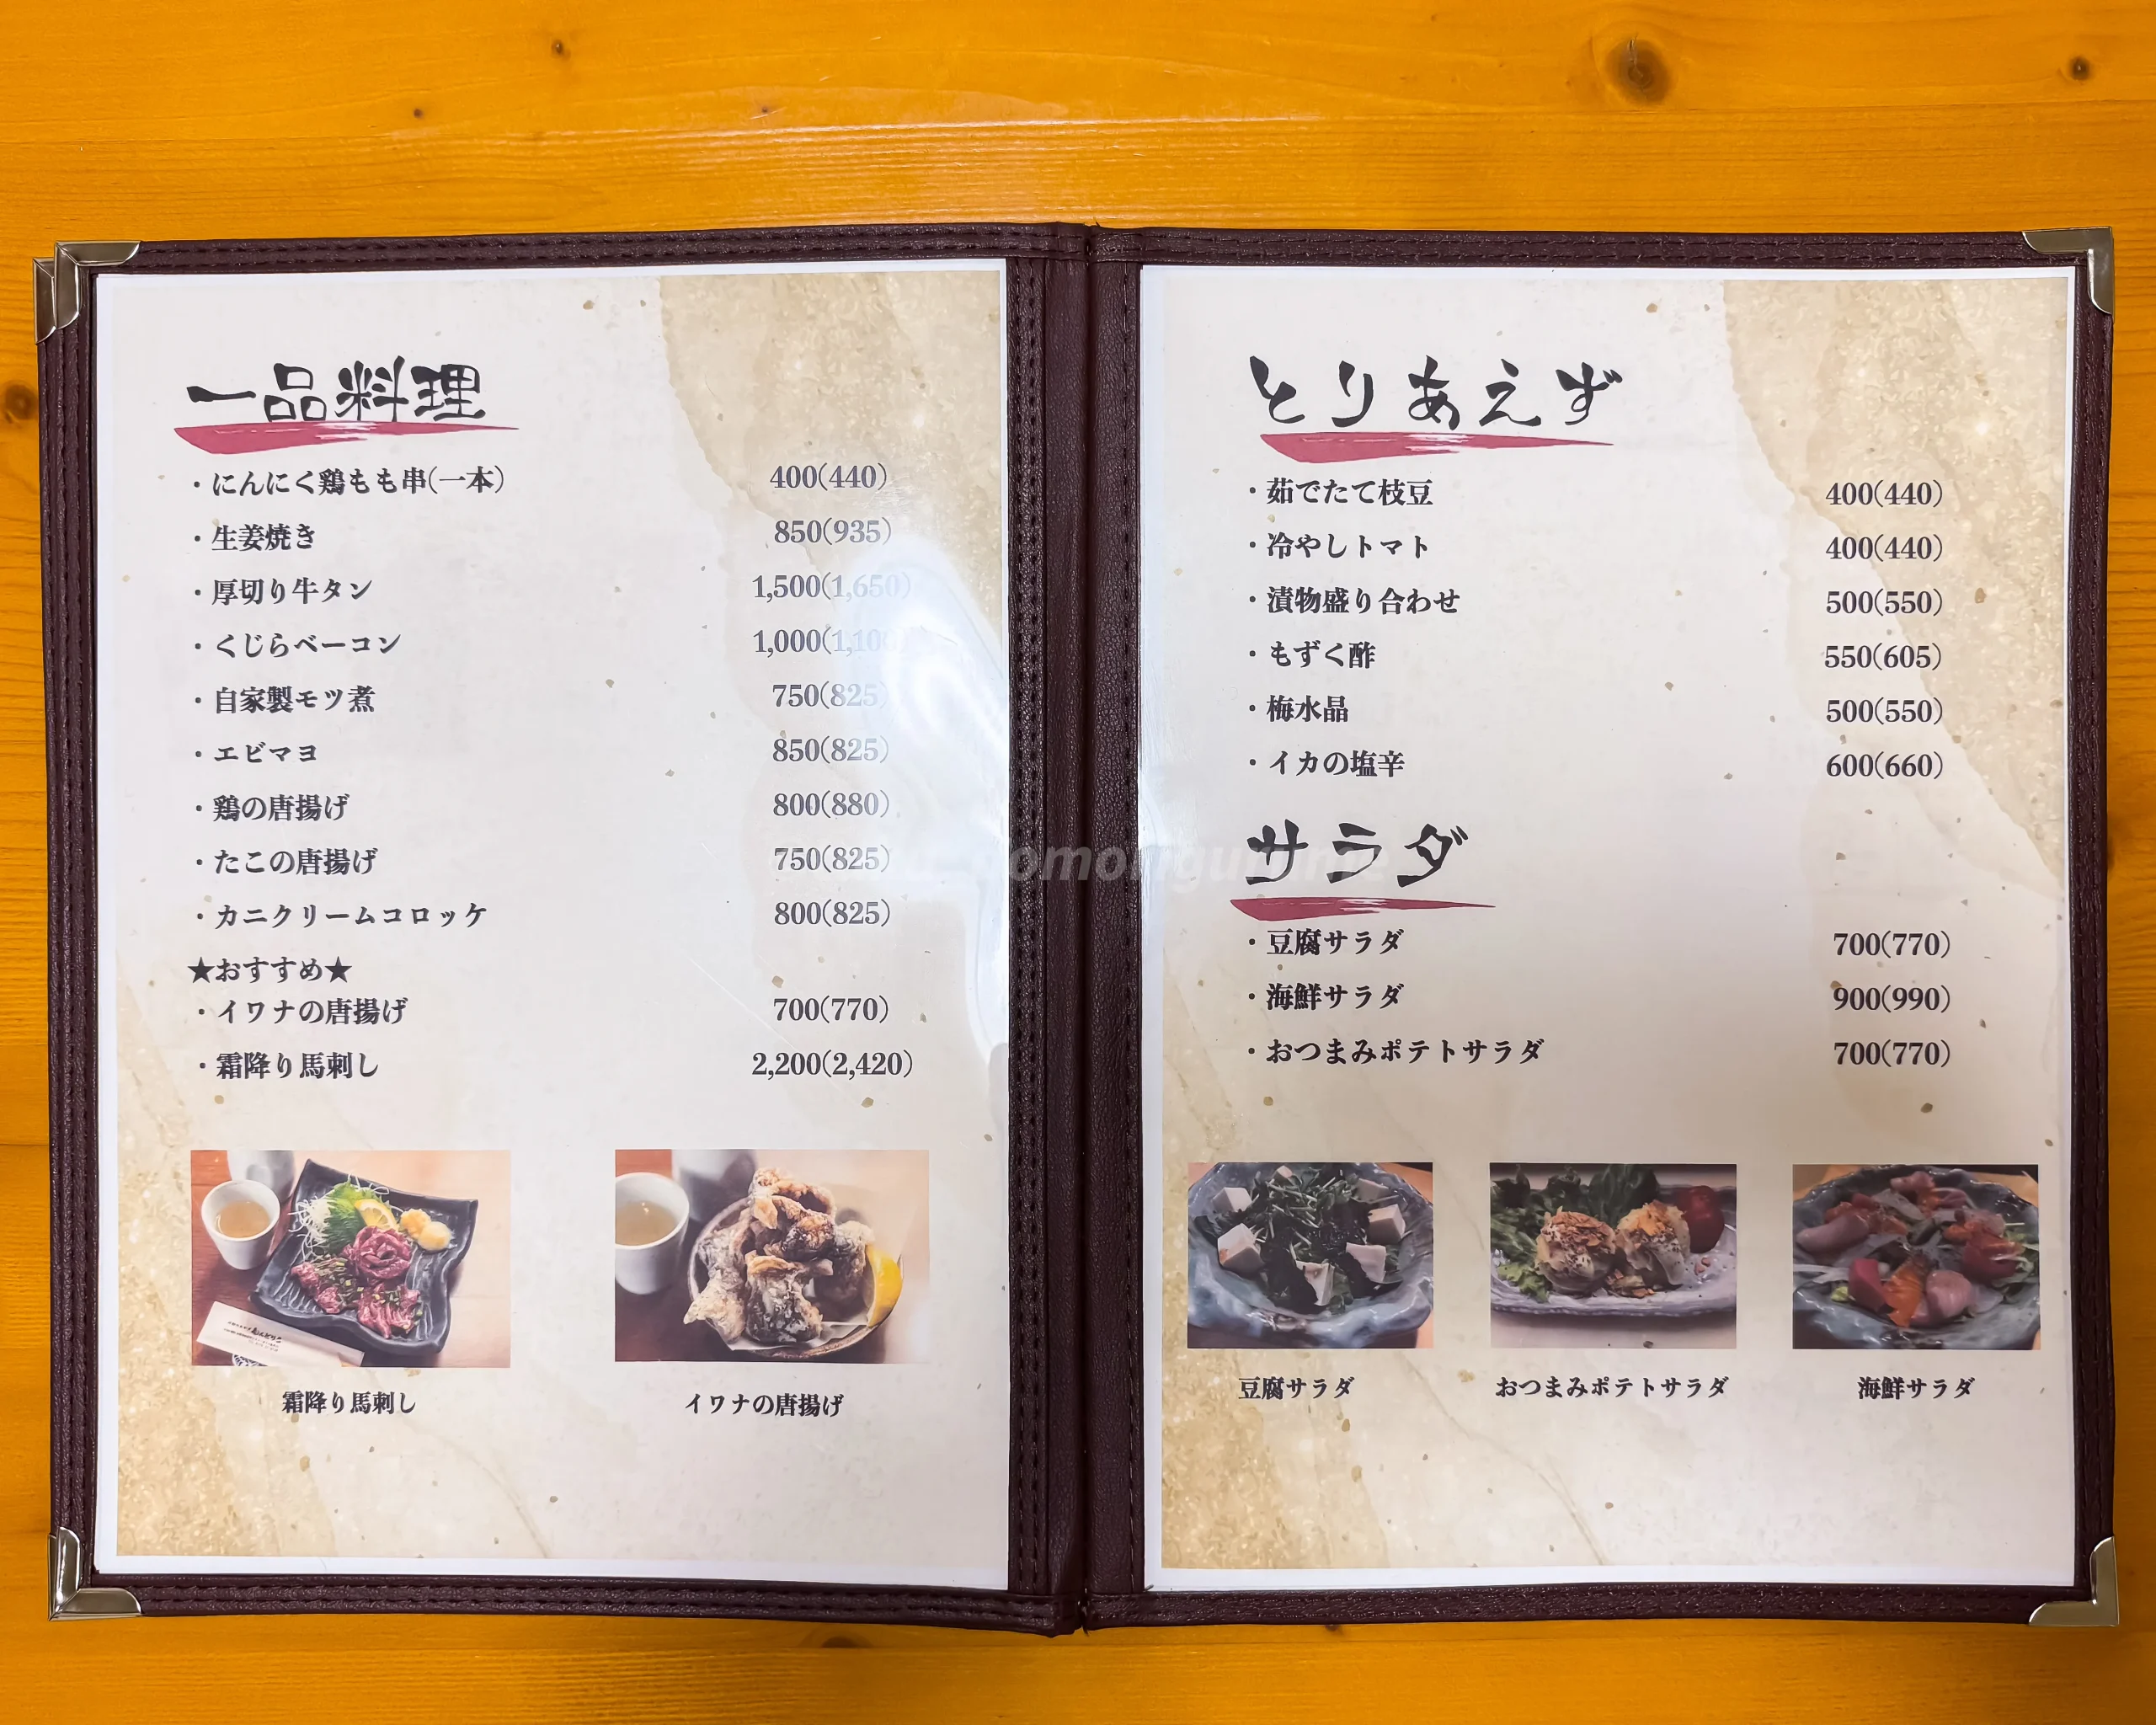 一品料理
・にんにく鶏もも串(一本) 400(440)
・生姜焼き 850(935)
・厚切り牛タン 1,500(1,650)
・くじらベーコン 1,000(1,100)
・自家製モツ煮 750(825)
・エビマヨ 850(825)
・鶏の唐揚げ 800(880)
・たこの唐揚げ 750(825)
・カニクリームコロッケ 800(825)
★おすすめ★
・イワナの唐揚げ 700(770)
・霜降り馬刺し 2,200(2,420)
霜降り馬刺し
イワナの唐揚げ
とりあえず
・茹でたて枝豆 400(440)
・冷やしトマト 400(440)
・漬物盛り合わせ 500(550)
・もずく酢 550(605)
・梅水晶 500(550)
・イカの塩辛 600(660)
サラダ
・豆腐サラダ 700(770)
・海鮮サラダ 900(990)
・おつまみポテトサラダ 700(770)
豆腐サラダ
おつまみポテトサラダ
海鮮サラダ